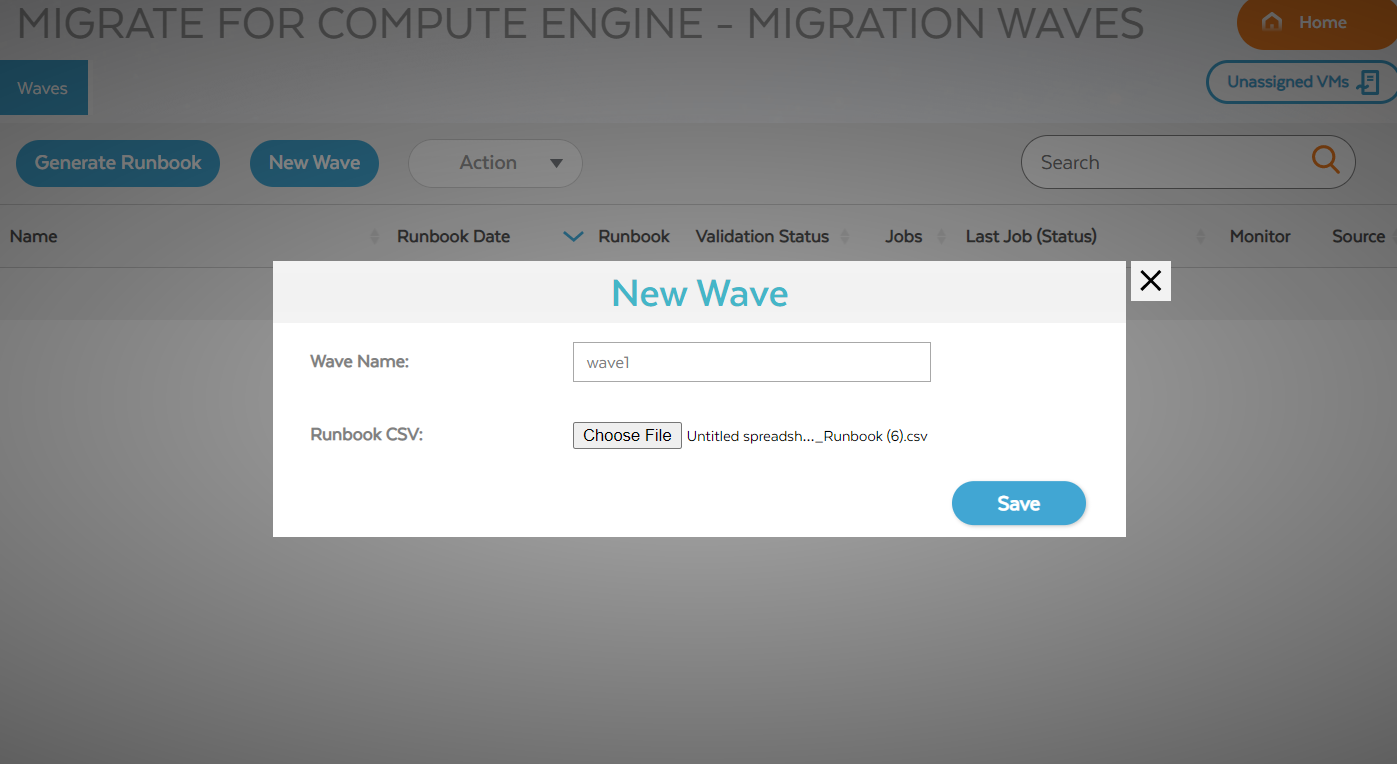 MIGRATE FOR COMPUTE ENGINE - MIGRATION WAVES
Home
Waves
Unassigned VMs
Generate Runbook
New Wave
Action
Search
Name
Runbook Date
Runbook
Validation Status
Jobs
Last Job (Status)
Monitor
Source
New Wave
Wave Name:
wave1
Runbook CSV:
Choose File Untitled spreadsh..._Runbook (6).csv
Save